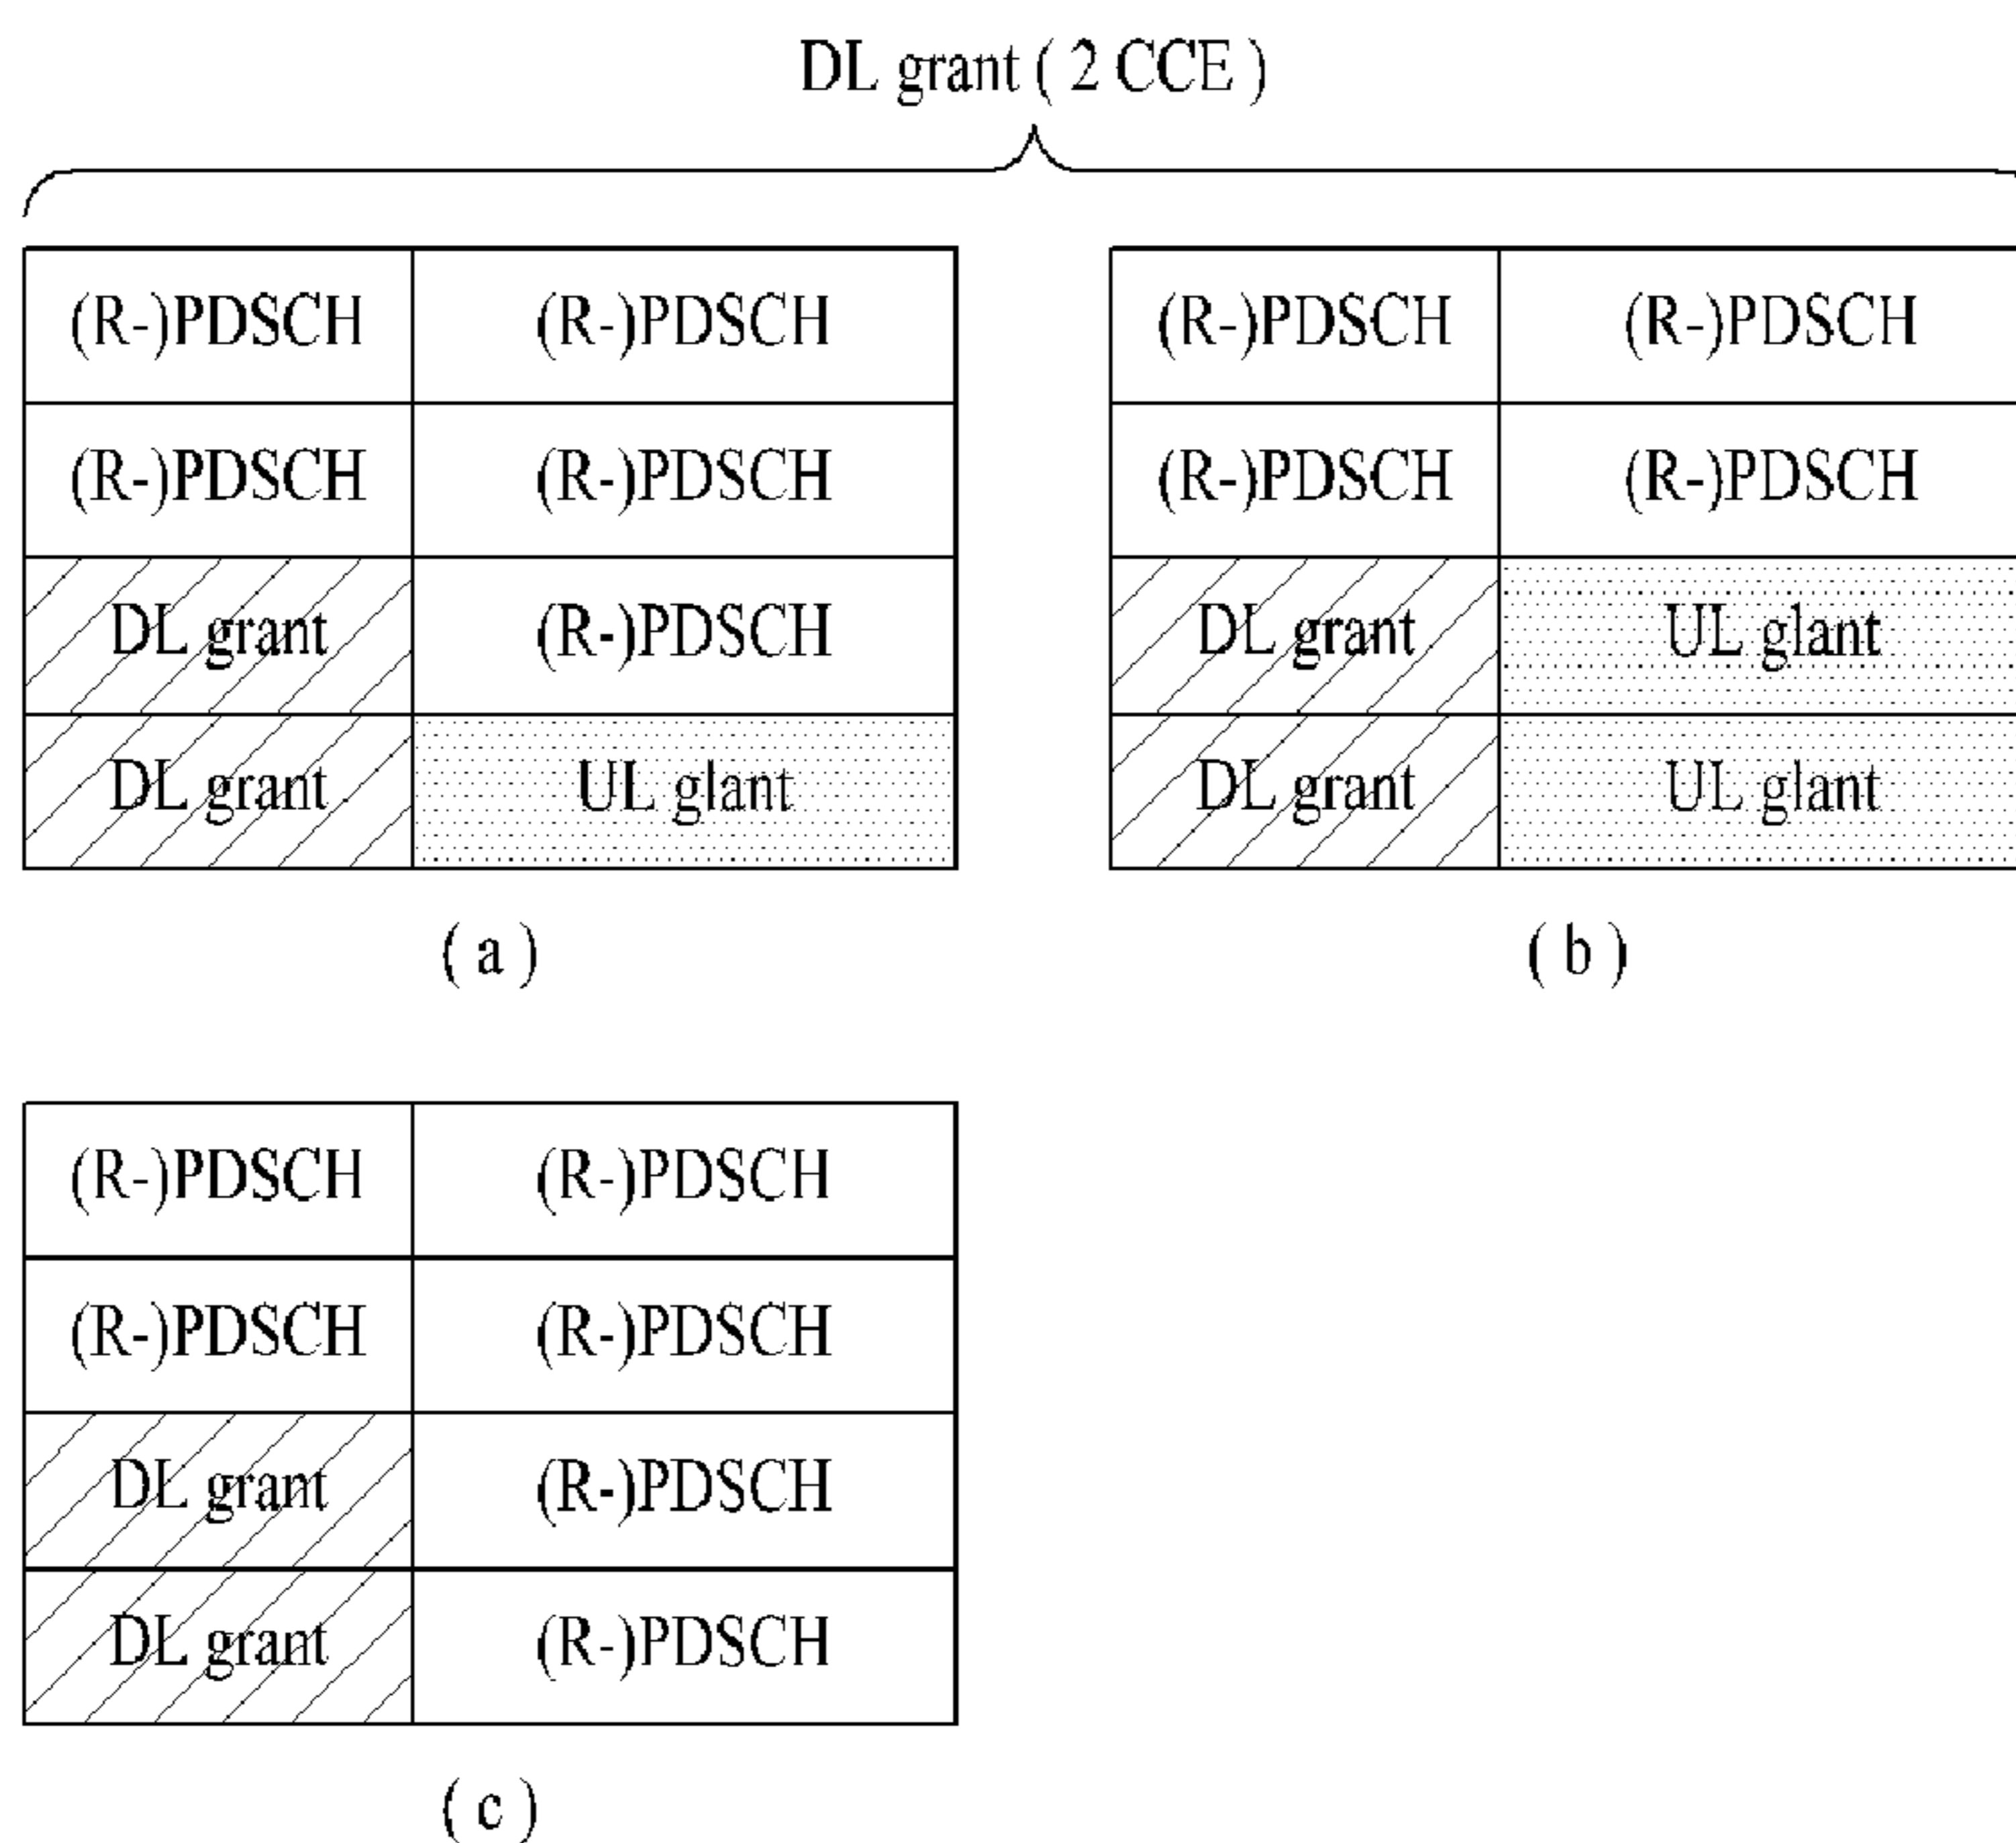 DL grant ( 2 CCE )
(R-)PDSCH (R-)PDSCH
(R-)PDSCH (R-)PDSCH
DL grant (R-)PDSCH
DL grant UL glant
( a )
(R-)PDSCH (R-)PDSCH
(R-)PDSCH (R-)PDSCH
DL grant UL glant
DL grant UL glant
( b )
(R-)PDSCH (R-)PDSCH
(R-)PDSCH (R-)PDSCH
DL grant (R-)PDSCH
DL grant (R-)PDSCH
( c )